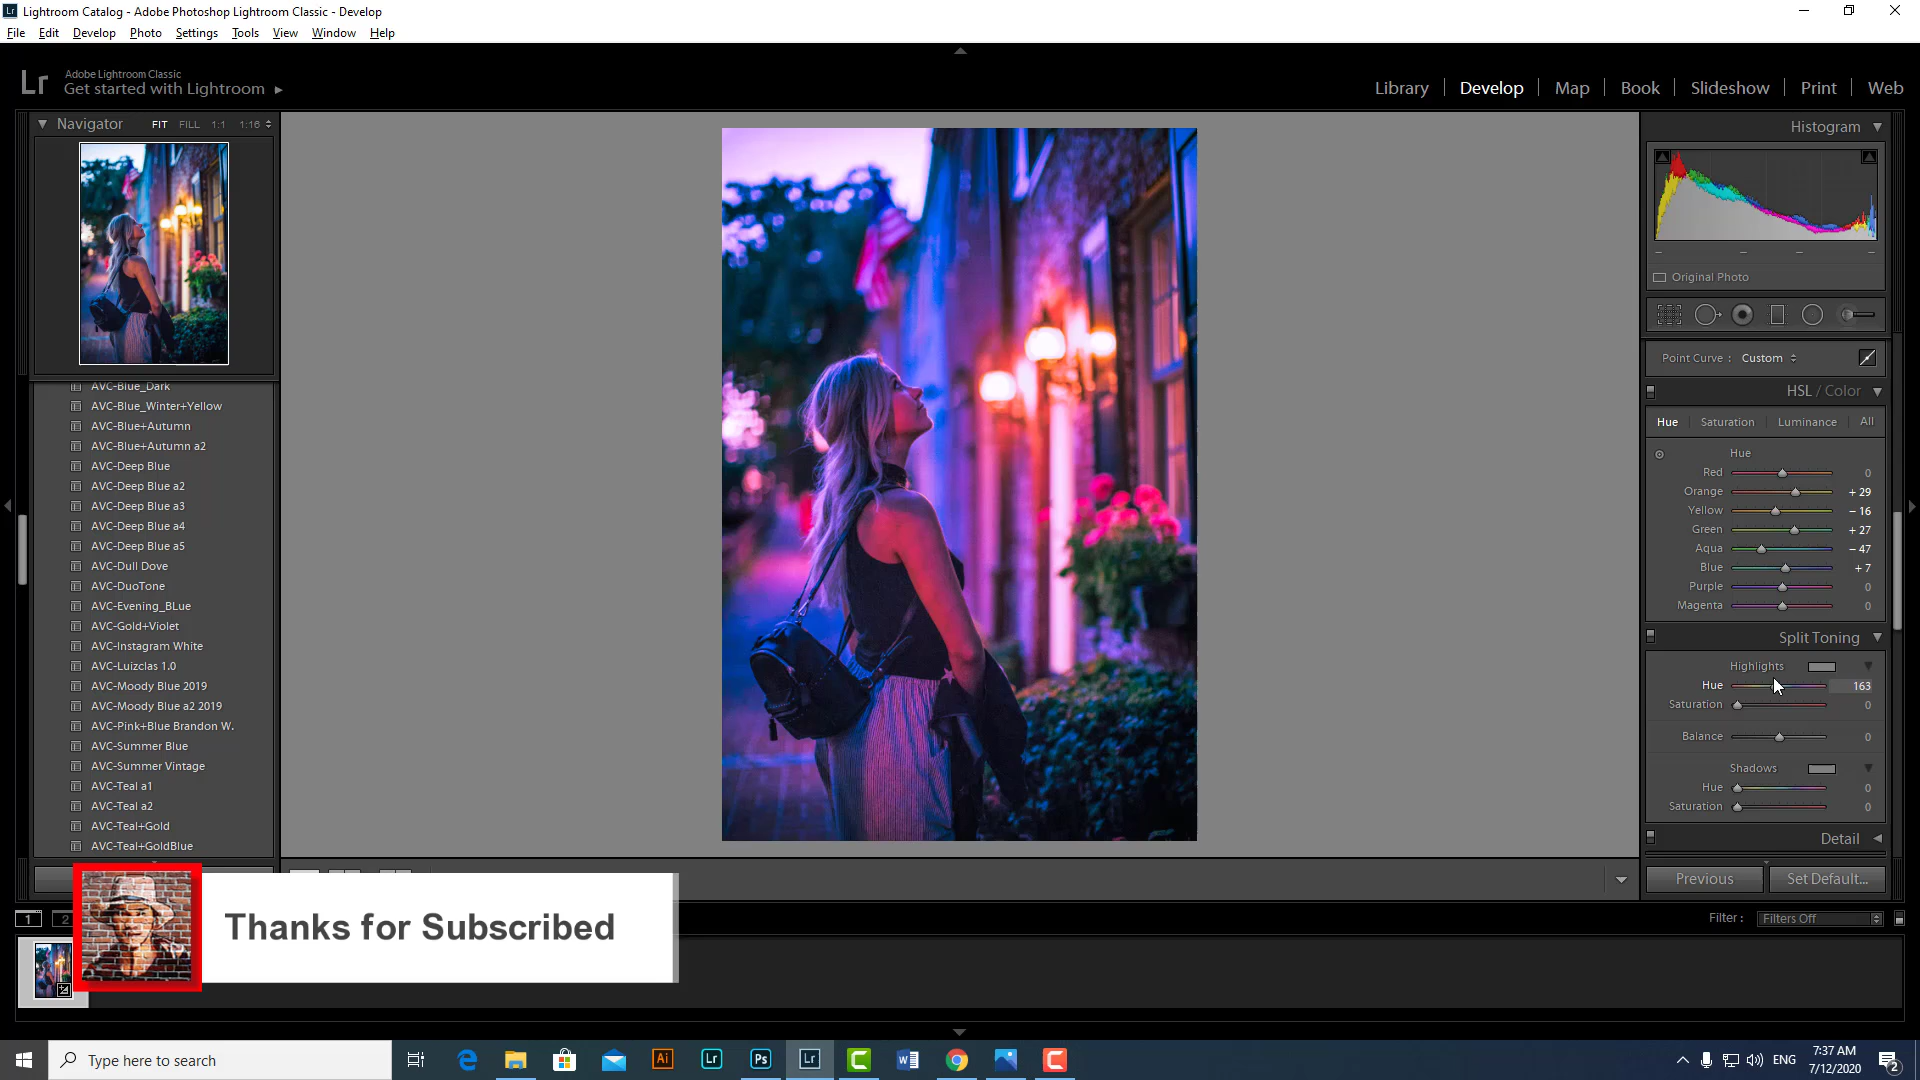 Lr Lightroom Catalog - Adobe Photoshop Lightroom Classic - Develop
File Edit Develop Photo Settings Tools View Window Help
Lr Adobe Lightroom Classic
Get started with Lightroom
Library Develop Map Book Slideshow Print Web
Navigator FIT FILL 1:1 1:16
AVC-Blue_Dark
AVC-Blue_Winter+Yellow
AVC-Blue+Autumn
AVC-Blue+Autumn a2
AVC-Deep Blue
AVC-Deep Blue a2
AVC-Deep Blue a3
AVC-Deep Blue a4
AVC-Deep Blue a5
AVC-Dull Dove
AVC-DuoTone
AVC-Evening_BLue
AVC-Gold+Violet
AVC-Instagram White
AVC-Luizclas 1.0
AVC-Moody Blue 2019
AVC-Moody Blue a2 2019
AVC-Pink+Blue Brandon W.
AVC-Summer Blue
AVC-Summer Vintage
AVC-Teal a1
AVC-Teal a2
AVC-Teal+Gold
AVC-Teal+GoldBlue
Histogram
Original Photo
Point Curve : Custom
HSL / Color
Hue Saturation Luminance All
Hue
Red 0
Orange + 29
Yellow - 16
Green + 27
Aqua - 47
Blue + 7
Purple 0
Magenta 0
Split Toning
Highlights
Hue 163
Saturation 0
Balance 0
Shadows
Hue 0
Saturation 0
Detail
Previous Set Default...
1 2
Filter : Filters Off
Thanks for Subscribed
Type here to search
Ai Lr Ps Lr
ENG
7:37 AM
7/12/2020
2